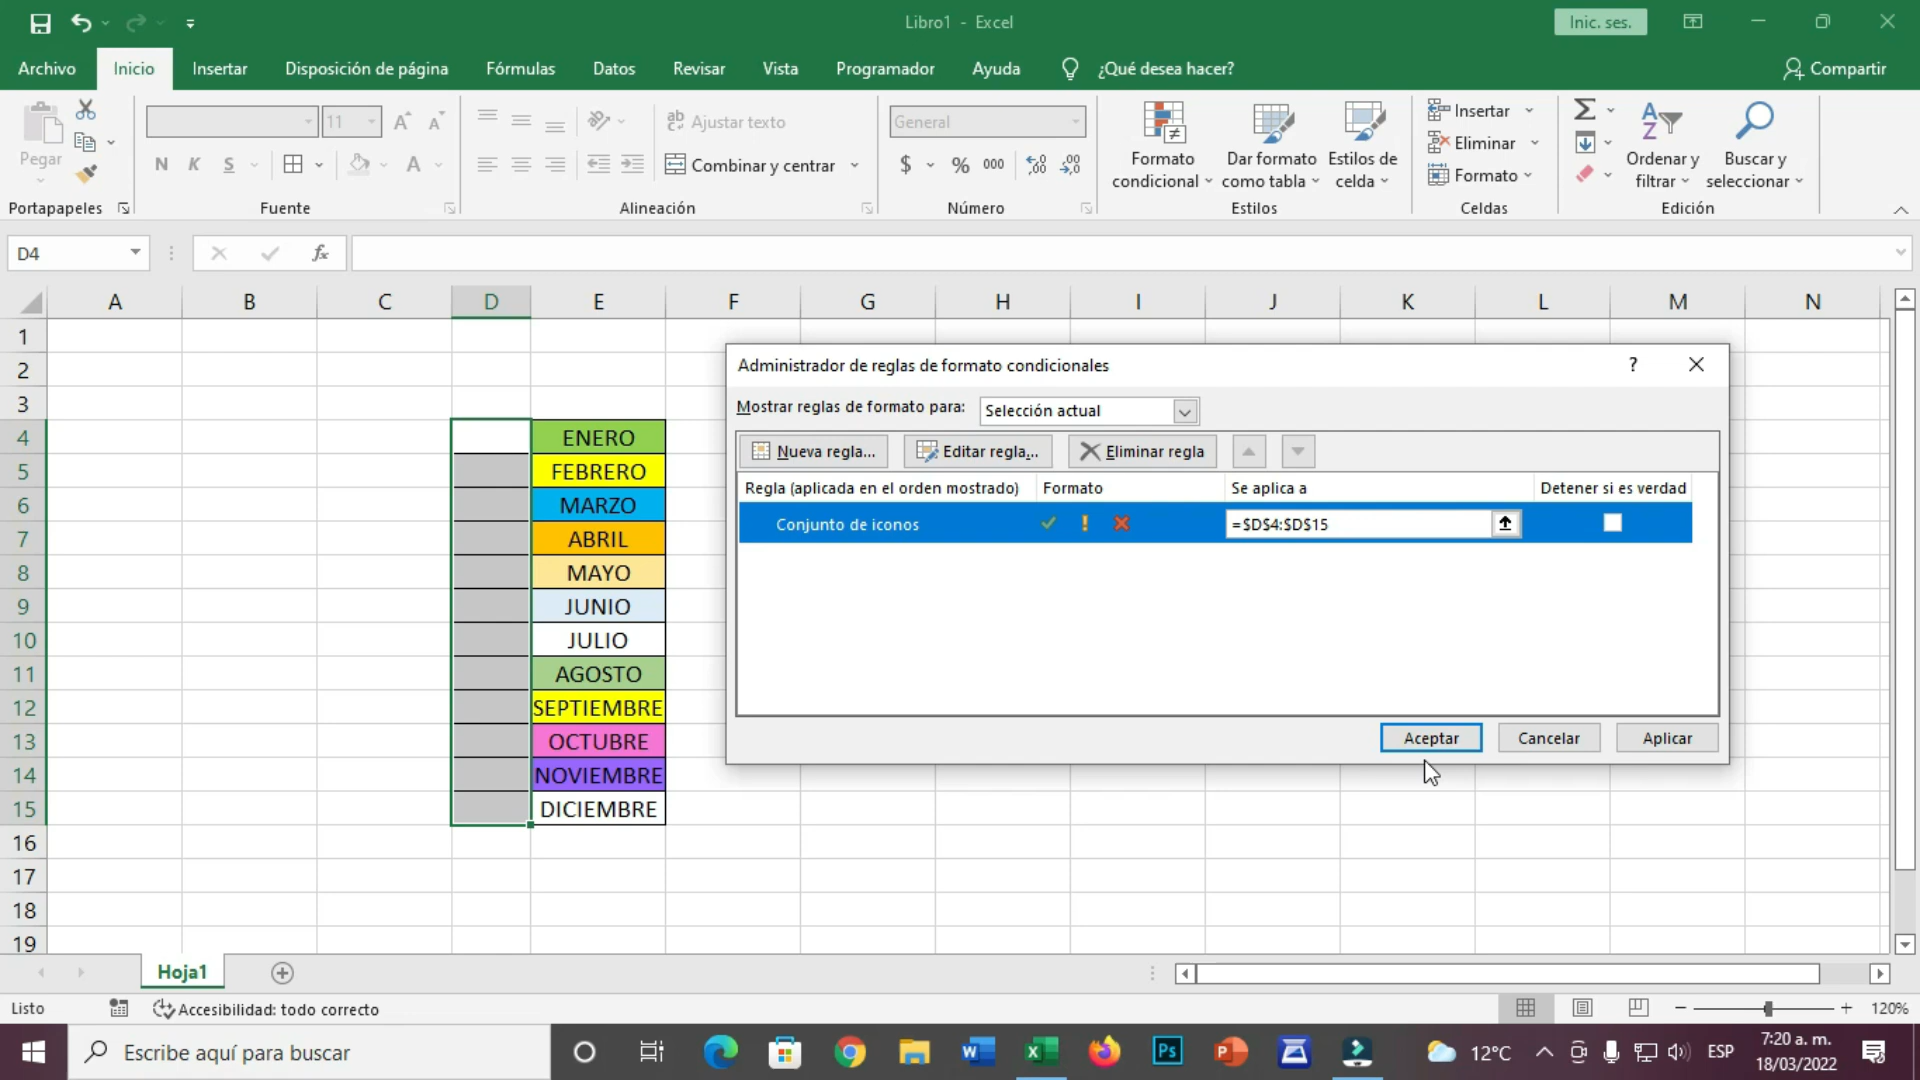 Libro1 - Excel
Inic. ses.
Archivo
Inicio
Insertar
Disposición de página
Fórmulas
Datos
Revisar
Vista
Programador
Ayuda
¿Qué desea hacer?
Compartir
Pegar
Portapapeles
11
N K S
Fuente
Ajustar texto
Combinar y centrar
Alineación
General
$ % 000
Número
Formato condicional
Dar formato como tabla
Estilos de celda
Estilos
Insertar
Eliminar
Formato
Celdas
Ordenar y filtrar
Buscar y seleccionar
Edición
D4
fx
A B C D E F G H I J K L M N
1
2
3
4 ENERO
5 FEBRERO
6 MARZO
7 ABRIL
8 MAYO
9 JUNIO
10 JULIO
11 AGOSTO
12 SEPTIEMBRE
13 OCTUBRE
14 NOVIEMBRE
15 DICIEMBRE
16
17
18
19
Administrador de reglas de formato condicionales
?
Mostrar reglas de formato para: Selección actual
Nueva regla... Editar regla... Eliminar regla
Regla (aplicada en el orden mostrado) Formato Se aplica a Detener si es verdad
Conjunto de iconos =$D$4:$D$15
Aceptar Cancelar Aplicar
Hoja1
Listo
Accesibilidad: todo correcto
120%
Escribe aquí para buscar
Ps
12°C
ESP
7:20 a. m.
18/03/2022